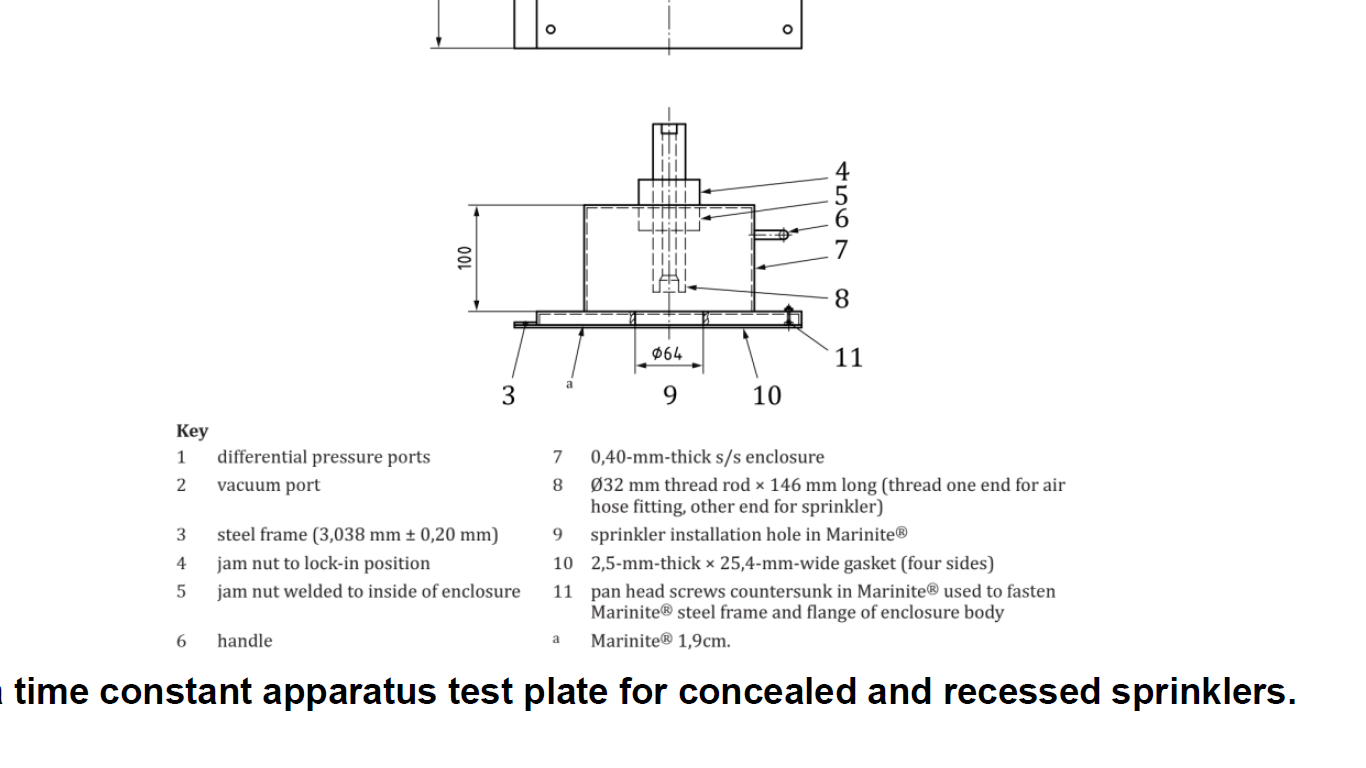 4
5
6
7
8
100
Ø64
11
3
a
9
10
Key
1 differential pressure ports
2 vacuum port
3 steel frame (3,038 mm ± 0,20 mm)
4 jam nut to lock-in position
5 jam nut welded to inside of enclosure
6 handle
7 0,40-mm-thick s/s enclosure
8 Ø32 mm thread rod × 146 mm long (thread one end for air
hose fitting, other end for sprinkler)
9 sprinkler installation hole in Marinite®
10 2,5-mm-thick × 25,4-mm-wide gasket (four sides)
11 pan head screws countersunk in Marinite® used to fasten
Marinite® steel frame and flange of enclosure body
a Marinite® 1,9cm.
time constant apparatus test plate for concealed and recessed sprinklers.